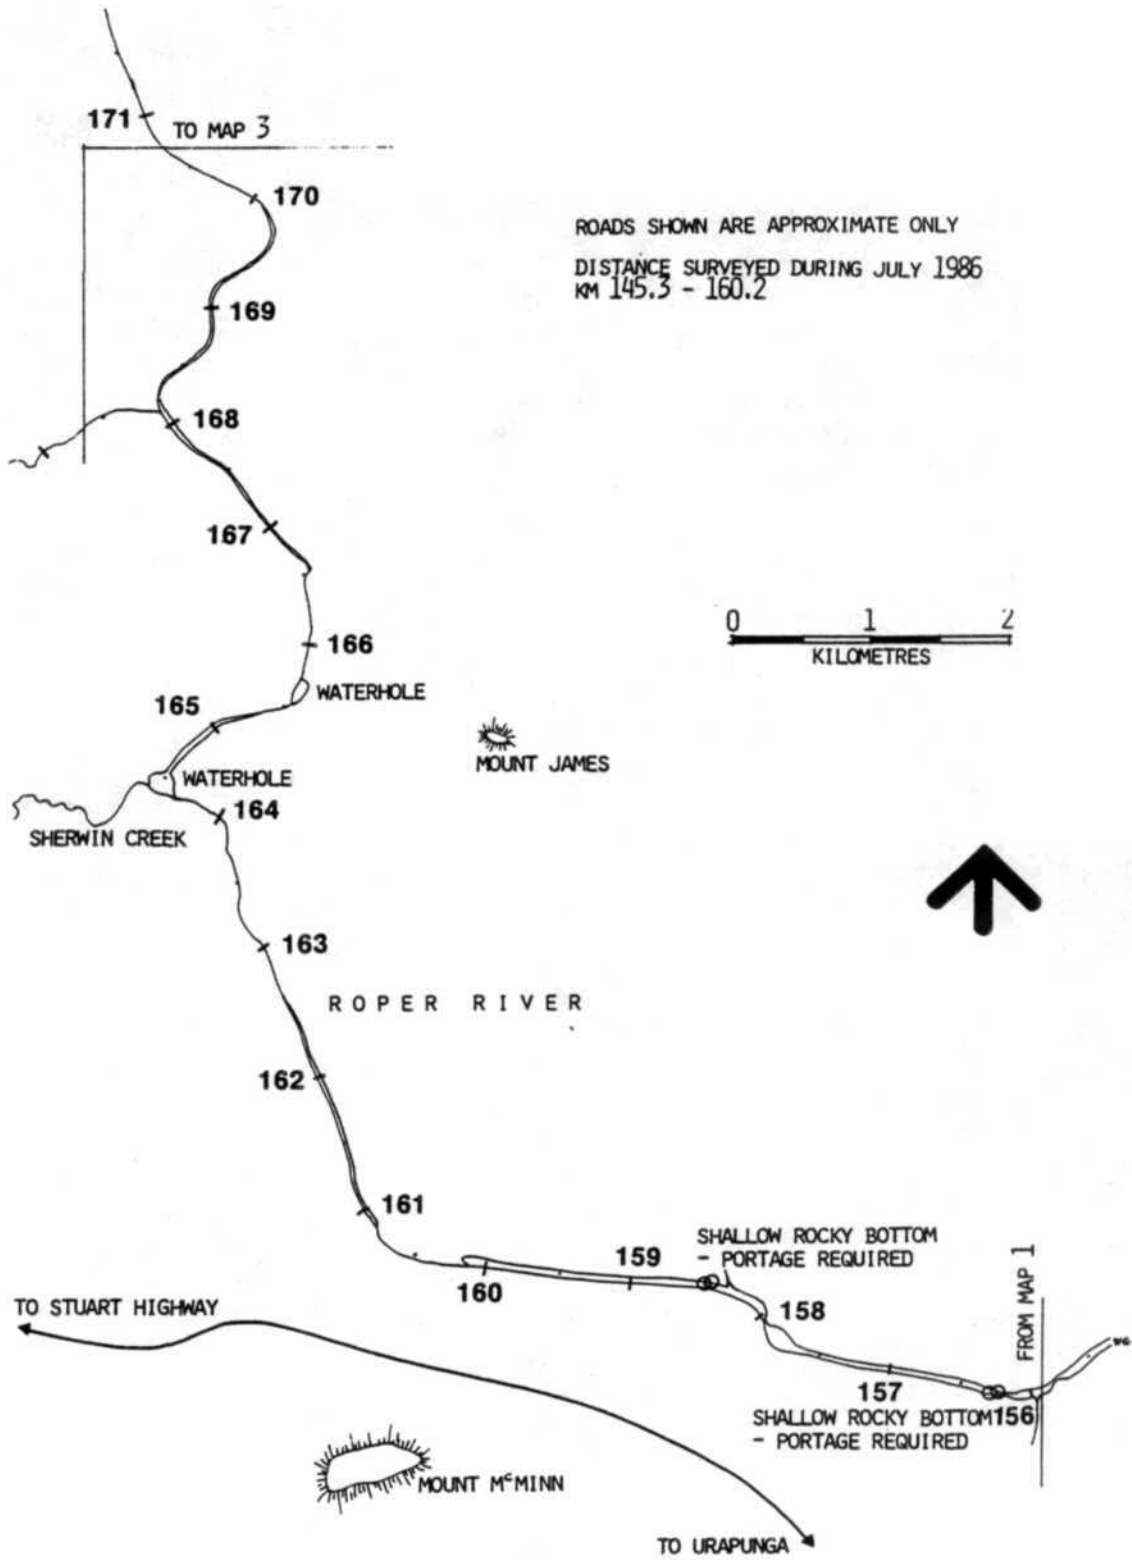 171
TO MAP 3
170
ROADS SHOWN ARE APPROXIMATE ONLY
DISTANCE SURVEYED DURING JULY 1986
KM 145.3 - 160.2
169
168
167
0 1 2
KILOMETRES
166
WATERHOLE
165
MOUNT JAMES
WATERHOLE
164
SHERWIN CREEK
163
ROPER RIVER
162
161
SHALLOW ROCKY BOTTOM
- PORTAGE REQUIRED
159
160
FROM MAP 1
TO STUART HIGHWAY
158
157
156
SHALLOW ROCKY BOTTOM
- PORTAGE REQUIRED
MOUNT McMINN
TO URAPUNGA